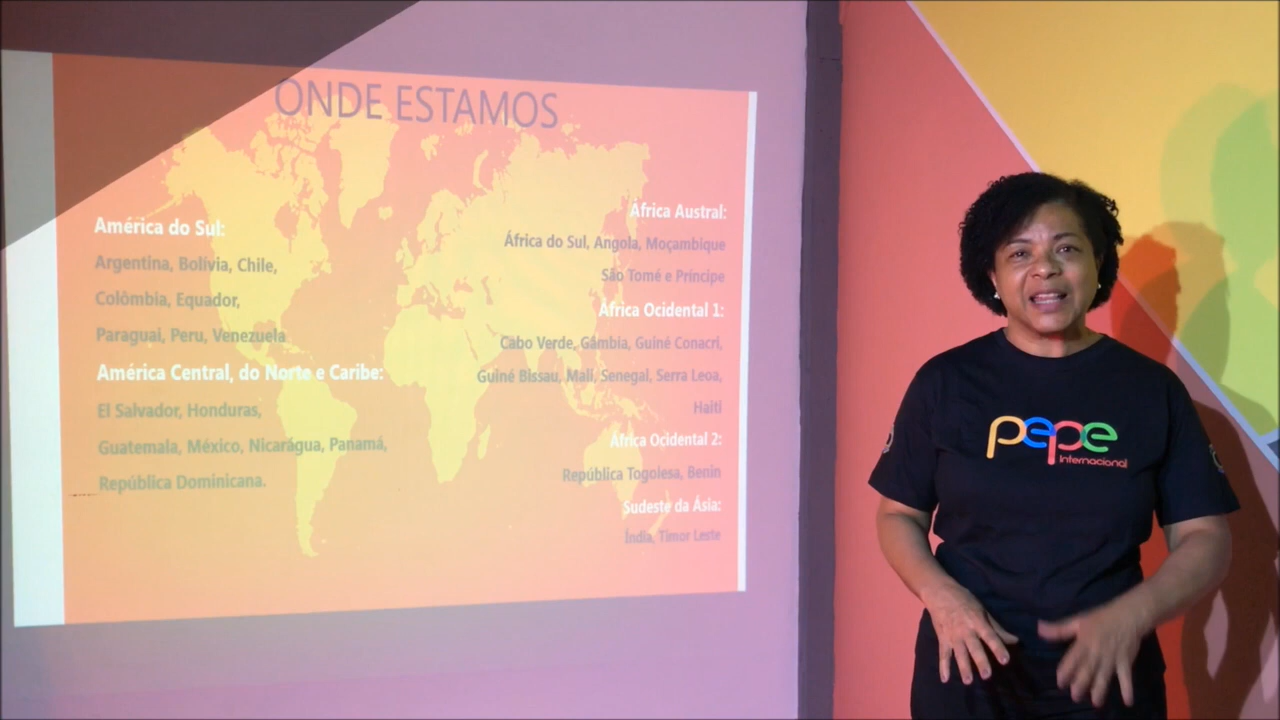 ONDE ESTAMOS
América do Sul:
Argentina, Bolívia, Chile,
Colômbia, Equador,
Paraguai, Peru, Venezuela
América Central, do Norte e Caribe:
El Salvador, Honduras,
Guatemala, México, Nicarágua, Panamá,
República Dominicana.
África Austral:
África do Sul, Angola, Moçambique
São Tomé e Príncipe
África Ocidental 1:
Cabo Verde, Gâmbia, Guiné Conacri,
Guiné Bissau, Mali, Senegal, Serra Leoa,
Haiti
África Ocidental 2:
República Togolesa, Benin
Sudeste da Ásia:
Índia, Timor Leste
pepe
Internacional